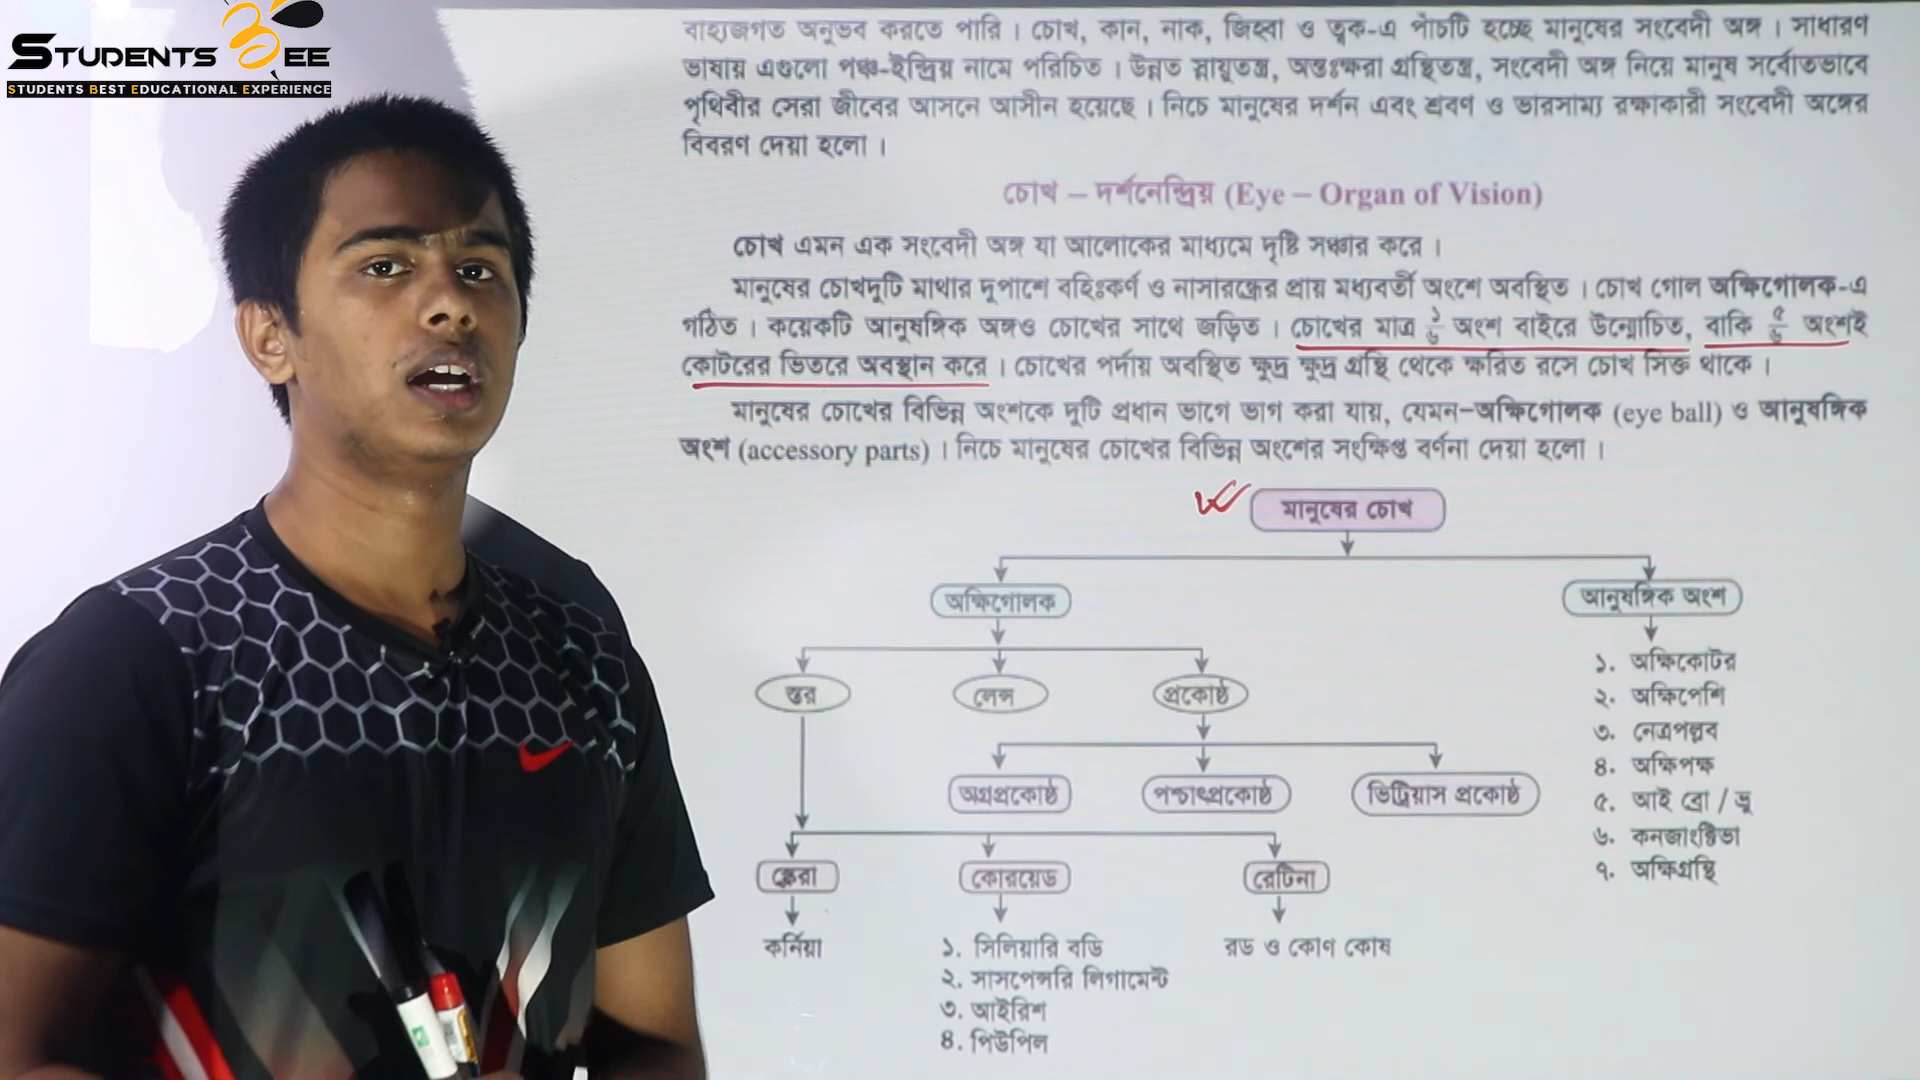 STUDENTS BEE
STUDENTS BEST EDUCATIONAL EXPERIENCE
বাহ্যজগত অনুভব করতে পারি। চোখ, কান, নাক, জিহ্বা ও ত্বক-এ পাঁচটি হচ্ছে মানুষের সংবেদী অঙ্গ। সাধারণ
ভাষায় এগুলো পঞ্চ-ইন্দ্রিয় নামে পরিচিত। উন্নত স্নায়ুতন্ত্র, অন্তঃক্ষরা গ্রন্থিতন্ত্র, সংবেদী অঙ্গ নিয়ে মানুষ সর্বোতভাবে
পৃথিবীর সেরা জীবের আসনে আসীন হয়েছে। নিচে মানুষের দর্শন এবং শ্রবণ ও ভারসাম্য রক্ষাকারী সংবেদী অঙ্গের
বিবরণ দেয়া হলো।
চোখ – দর্শনেন্দ্রিয় (Eye – Organ of Vision)
চোখ এমন এক সংবেদী অঙ্গ যা আলোকের মাধ্যমে দৃষ্টি সঞ্চার করে।
মানুষের চোখদুটি মাথার দুপাশে বহিঃকর্ণ ও নাসারন্ধ্রের প্রায় মধ্যবর্তী অংশে অবস্থিত। চোখ গোল অক্ষিগোলক-এ
গঠিত। কয়েকটি আনুষঙ্গিক অঙ্গও চোখের সাথে জড়িত। চোখের মাত্র ১/৬ অংশ বাইরে উন্মোচিত, বাকি ৫/৬ অংশই
কোটরের ভিতরে অবস্থান করে। চোখের পর্দায় অবস্থিত ক্ষুদ্র ক্ষুদ্র গ্রন্থি থেকে ক্ষরিত রসে চোখ সিক্ত থাকে।
মানুষের চোখের বিভিন্ন অংশকে দুটি প্রধান ভাগে ভাগ করা যায়, যেমন-অক্ষিগোলক (eye ball) ও আনুষঙ্গিক
অংশ (accessory parts)। নিচে মানুষের চোখের বিভিন্ন অংশের সংক্ষিপ্ত বর্ণনা দেয়া হলো।
মানুষের চোখ
অক্ষিগোলক
আনুষঙ্গিক অংশ
স্তর
লেন্স
প্রকোষ্ঠ
১. অক্ষিকোটর
২. অক্ষিপেশি
৩. নেত্রপল্লব
৪. অক্ষিপক্ষ
৫. আই ব্রো / ভ্রূ
৬. কনজাংক্টিভা
৭. অক্ষিগ্রন্থি
অগ্রপ্রকোষ্ঠ
পশ্চাৎপ্রকোষ্ঠ
ভিট্রিয়াস প্রকোষ্ঠ
স্ক্লেরা
কোরয়েড
রেটিনা
কর্নিয়া
১. সিলিয়ারি বডি
২. সাসপেন্সরি লিগামেন্ট
৩. আইরিশ
৪. পিউপিল
রড ও কোণ কোষ